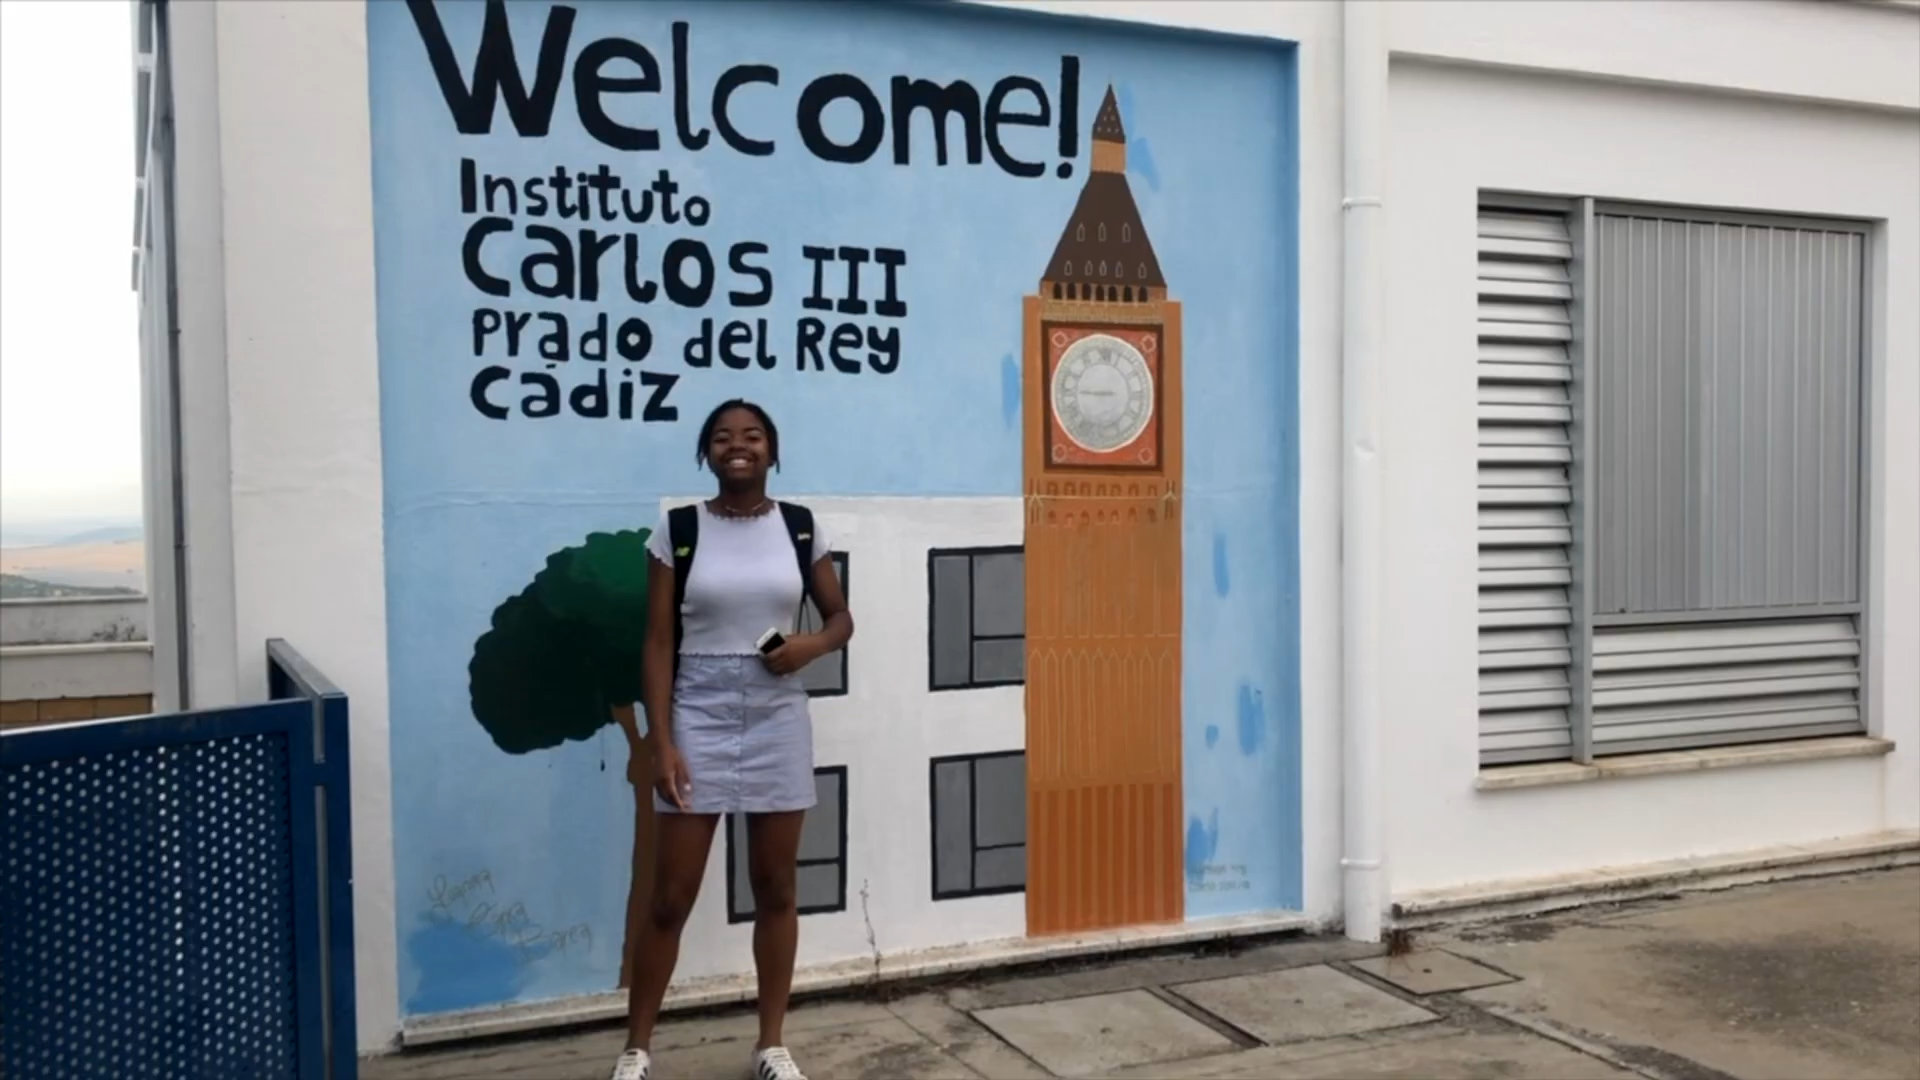 Welcome!
Instituto
Carlos III
Prado del Rey
Cádiz